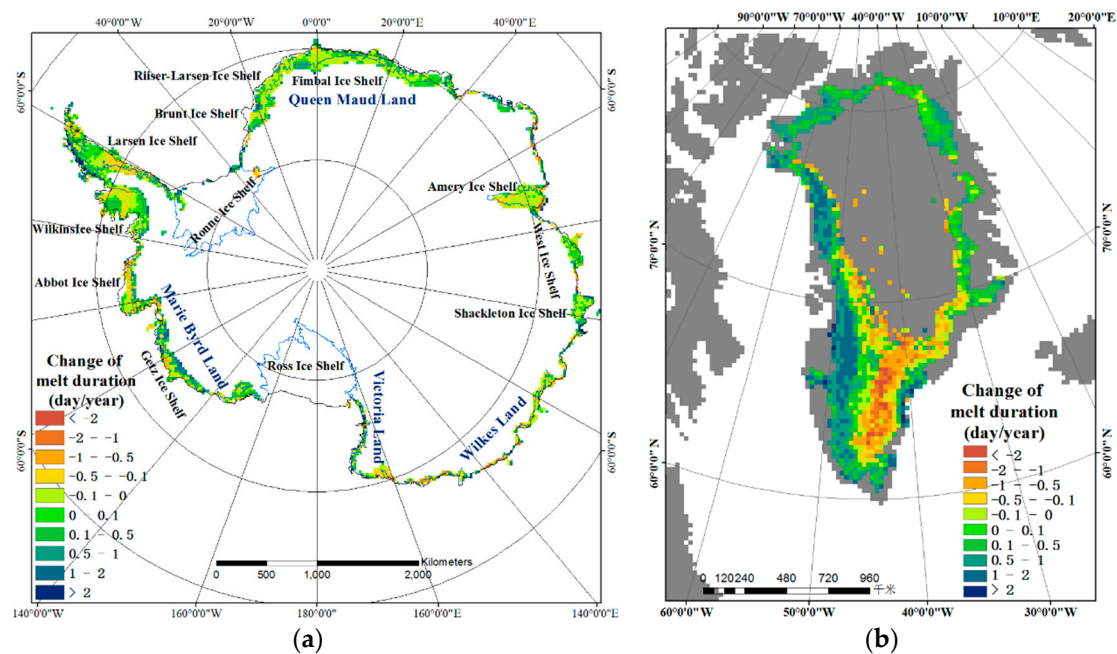 40°0'0"W
20°0'0"W
0°0'0"
20°0'0"E
40°0'0"E
60°0'0"S
60°0'0"S
Riiser-Larsen Ice Shelf
Fimbal Ice Shelf
Queen Maud Land
Brunt Ice Shelf
Larsen Ice Shelf
Ronne Ice Shelf
Amery Ice Shelf
WilkinsIce Shelf
West Ice Shelf
Abbot Ice Shelf
Marie Byrd Land
Shackleton Ice Shelf
Getz Ice Shelf
Ross Ice Shelf
Victoria Land
Wilkes Land
Change of
melt duration
(day/year)
< -2
-2 - -1
-1 - -0.5
-0.5 - -0.1
-0.1 - 0
0 - 0.1
0.1 - 0.5
0.5 - 1
1 - 2
> 2
Kilometers
0 500 1,000 2,000
60°0'0"S
60°0'0"S
140°0'0"W
160°0'0"W
180°0'0"
160°0'0"E
140°0'0"E
(a)
90°0'0"W
50°0'0"W
40°0'0"W
10°0'0"W
10°0'0"E
20°0'0"E
70°0'0"N
70°0'0"N
60°0'0"N
60°0'0"N
Change of
melt duration
(day/year)
< -2
-2 - -1
-1 - -0.5
-0.5 - -0.1
-0.1 - 0
0 - 0.1
0.1 - 0.5
0.5 - 1
1 - 2
> 2
0 120 240 480 720 960
千米
60°0'0"W
50°0'0"W
40°0'0"W
30°0'0"W
(b)